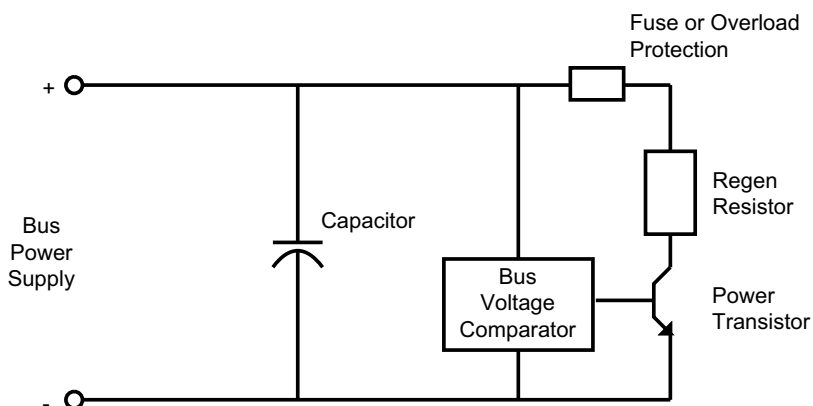 Fuse or Overload
Protection
+
Regen
Resistor
Capacitor
Bus
Power
Supply
Bus
Voltage
Comparator
Power
Transistor
-